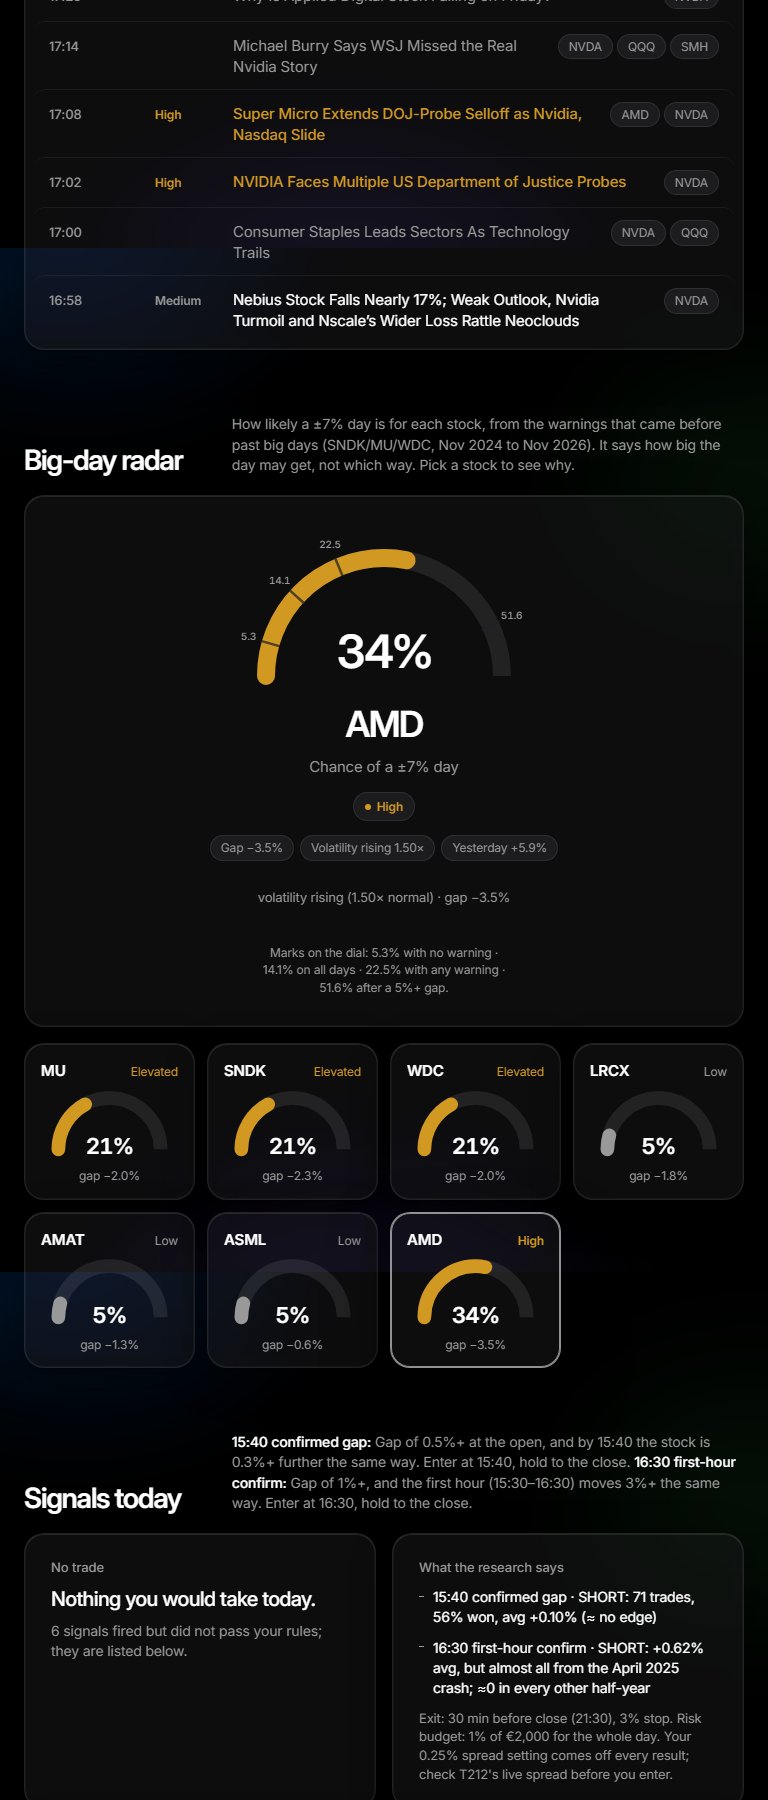 17:14
Michael Burry Says WSJ Missed the Real
Nvidia Story
NVDA QQQ SMH
17:08
High
Super Micro Extends DOJ-Probe Selloff as Nvidia,
Nasdaq Slide
AMD NVDA
17:02
High
NVIDIA Faces Multiple US Department of Justice Probes
NVDA
17:00
Consumer Staples Leads Sectors As Technology
Trails
NVDA QQQ
16:58
Medium
Nebius Stock Falls Nearly 17%; Weak Outlook, Nvidia
Turmoil and Nscale’s Wider Loss Rattle Neoclouds
NVDA
Big-day radar
How likely a ±7% day is for each stock, from the warnings that came before
past big days (SNDK/MU/WDC, Nov 2024 to Nov 2026). It says how big the
day may get, not which way. Pick a stock to see why.
5.3
14.1
22.5
51.6
34%
AMD
Chance of a ±7% day
High
Gap −3.5% Volatility rising 1.50× Yesterday +5.9%
volatility rising (1.50× normal) · gap −3.5%
Marks on the dial: 5.3% with no warning ·
14.1% on all days · 22.5% with any warning ·
51.6% after a 5%+ gap.
MU Elevated
21%
gap −2.0%
SNDK Elevated
21%
gap −2.3%
WDC Elevated
21%
gap −2.0%
LRCX Low
5%
gap −1.8%
AMAT Low
5%
gap −1.3%
ASML Low
5%
gap −0.6%
AMD High
34%
gap −3.5%
Signals today
15:40 confirmed gap: Gap of 0.5%+ at the open, and by 15:40 the stock is
0.3%+ further the same way. Enter at 15:40, hold to the close. 16:30 first-hour
confirm: Gap of 1%+, and the first hour (15:30–16:30) moves 3%+ the same
way. Enter at 16:30, hold to the close.
No trade
Nothing you would take today.
6 signals fired but did not pass your rules;
they are listed below.
What the research says
– 15:40 confirmed gap · SHORT: 71 trades,
56% won, avg +0.10% (≈ no edge)
– 16:30 first-hour confirm · SHORT: +0.62%
avg, but almost all from the April 2025
crash; ≈0 in every other half-year
Exit: 30 min before close (21:30), 3% stop. Risk
budget: 1% of €2,000 for the whole day. Your
0.25% spread setting comes off every result;
check T212's live spread before you enter.